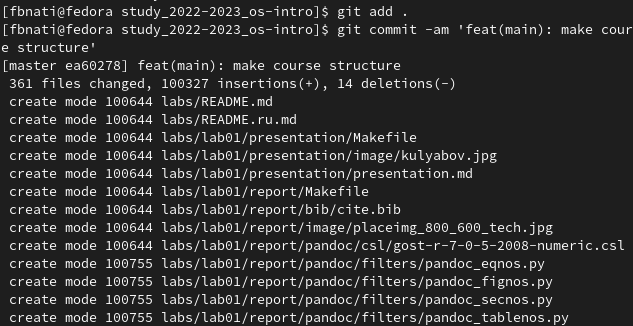 [fbnati@fedora study_2022-2023_os-intro]$ git add .
[fbnati@fedora study_2022-2023_os-intro]$ git commit -am 'feat(main): make cour
e structure'
[master ea60278] feat(main): make course structure
 361 files changed, 100327 insertions(+), 14 deletions(-)
 create mode 100644 labs/README.md
 create mode 100644 labs/README.ru.md
 create mode 100644 labs/lab01/presentation/Makefile
 create mode 100644 labs/lab01/presentation/image/kulyabov.jpg
 create mode 100644 labs/lab01/presentation/presentation.md
 create mode 100644 labs/lab01/report/Makefile
 create mode 100644 labs/lab01/report/bib/cite.bib
 create mode 100644 labs/lab01/report/image/placeimg_800_600_tech.jpg
 create mode 100644 labs/lab01/report/pandoc/csl/gost-r-7-0-5-2008-numeric.csl
 create mode 100755 labs/lab01/report/pandoc/filters/pandoc_eqnos.py
 create mode 100755 labs/lab01/report/pandoc/filters/pandoc_fignos.py
 create mode 100755 labs/lab01/report/pandoc/filters/pandoc_secnos.py
 create mode 100755 labs/lab01/report/pandoc/filters/pandoc_tablenos.py